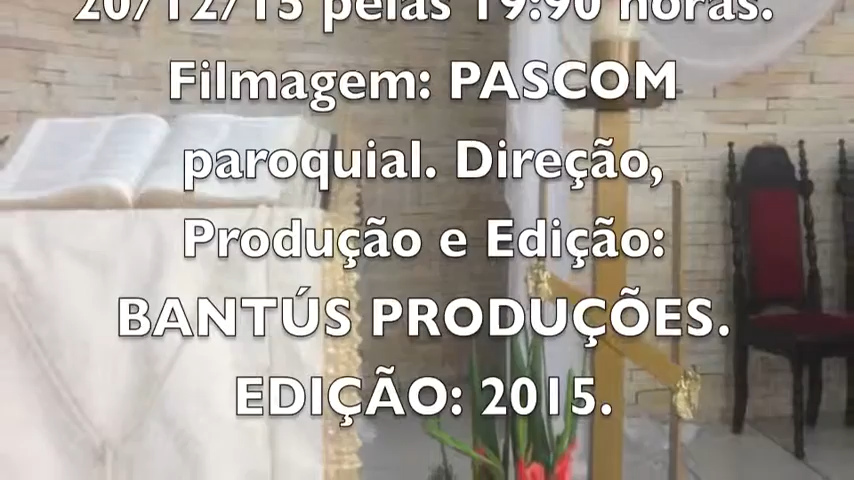 20/12/15 pelas 19:90 horas.
Filmagem: PASCOM
paroquial. Direção,
Produção e Edição:
BANTÚS PRODUÇÕES.
EDIÇÃO: 2015.